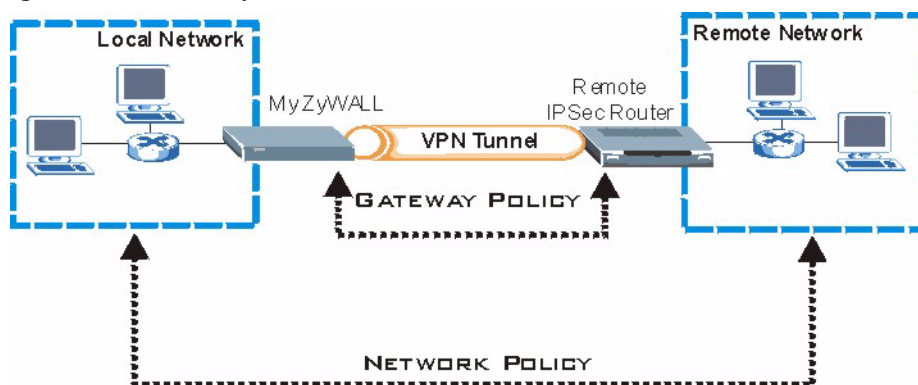 Local Network
Remote Network
MyZyWALL
Remote
IPSec Router
VPN Tunnel
GATEWAY POLICY
NETWORK POLICY